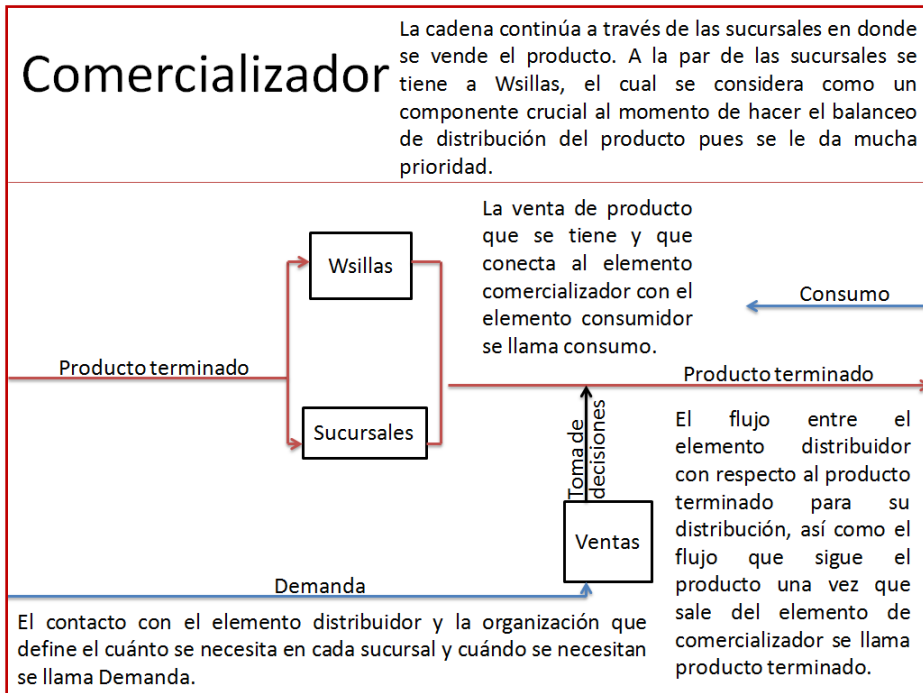 Comercializador
La cadena continúa a través de las sucursales en donde
se vende el producto. A la par de las sucursales se
tiene a Wsillas, el cual se considera como un
componente crucial al momento de hacer el balanceo
de distribución del producto pues se le da mucha
prioridad.
La venta de producto
que se tiene y que
conecta al elemento
comercializador con el
elemento consumidor
se llama consumo.
Wsillas
Consumo
Producto terminado
Producto terminado
Sucursales
Toma de
decisiones
Ventas
El flujo entre el
elemento distribuidor
con respecto al producto
terminado para su
distribución, así como el
flujo que sigue el
producto una vez que
sale del elemento de
comercializador se llama
producto terminado.
Demanda
El contacto con el elemento distribuidor y la organización que
define el cuánto se necesita en cada sucursal y cuándo se necesitan
se llama Demanda.